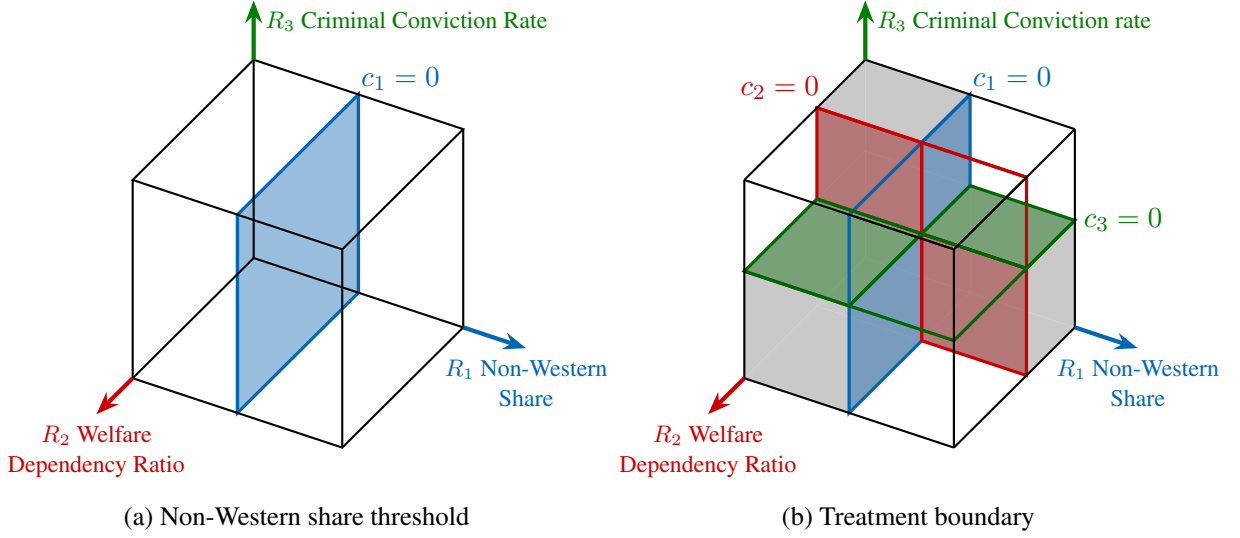 R₃ Criminal Conviction Rate
c₁ = 0
R₁ Non-Western
Share
R₂ Welfare
Dependency Ratio
(a) Non-Western share threshold
R₃ Criminal Conviction rate
c₂ = 0
c₁ = 0
c₃ = 0
R₁ Non-Western
Share
R₂ Welfare
Dependency Ratio
(b) Treatment boundary